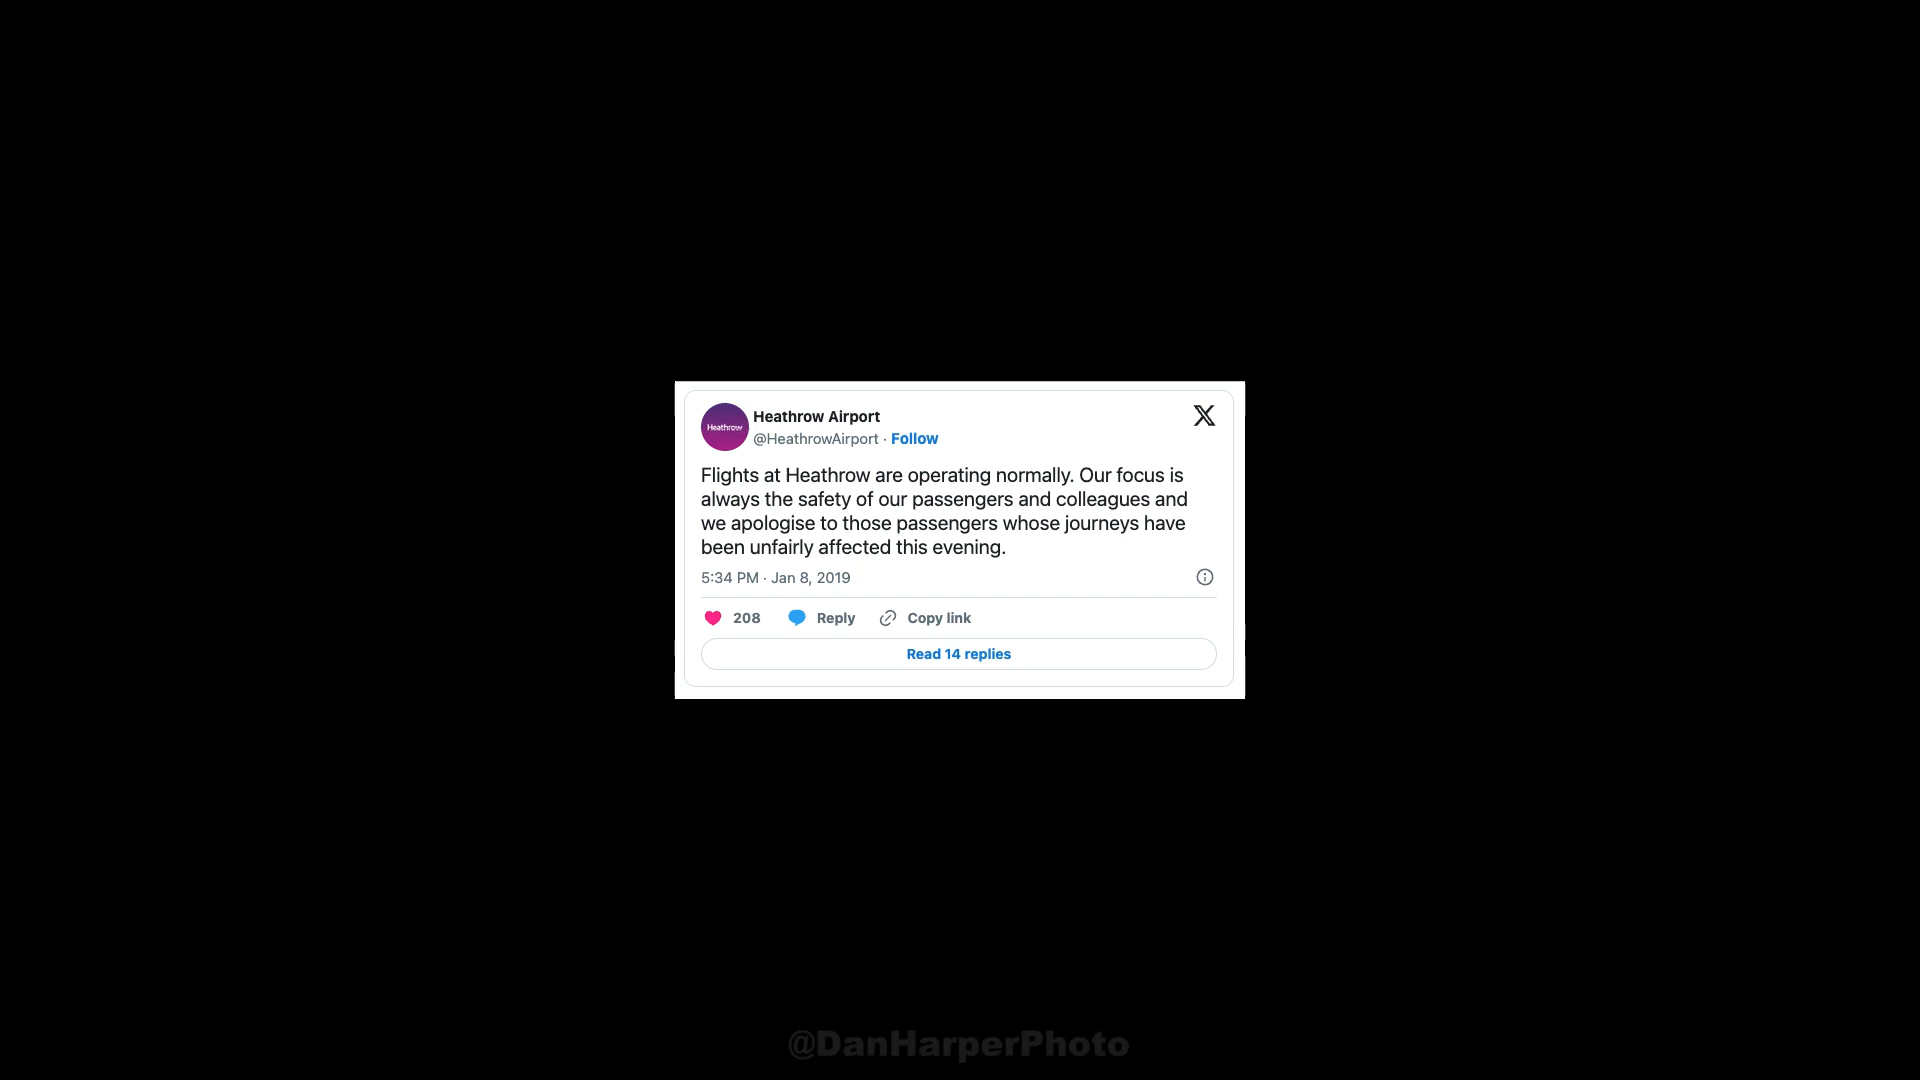 Heathrow
Heathrow Airport
@HeathrowAirport · Follow
X
Flights at Heathrow are operating normally. Our focus is
always the safety of our passengers and colleagues and
we apologise to those passengers whose journeys have
been unfairly affected this evening.
5:34 PM · Jan 8, 2019
208 Reply Copy link
Read 14 replies
@DanHarperPhoto